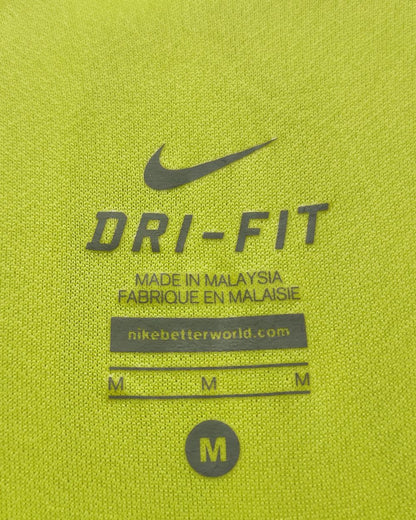 DRI-FIT
MADE IN MALAYSIA
FABRIQUE EN MALAISIE
nikebetterworld.com
M M M
M